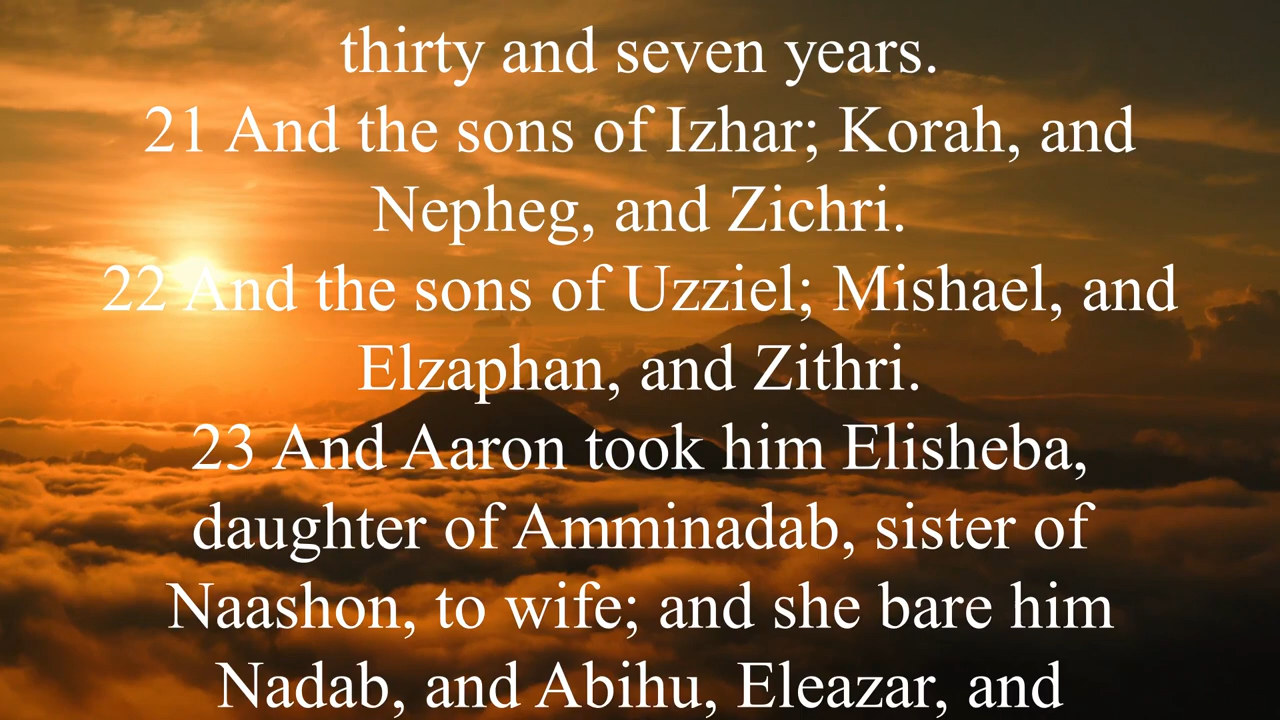 thirty and seven years.
21 And the sons of Izhar; Korah, and
Nepheg, and Zichri.
22 And the sons of Uzziel; Mishael, and
Elzaphan, and Zithri.
23 And Aaron took him Elisheba,
daughter of Amminadab, sister of
Naashon, to wife; and she bare him
Nadab, and Abihu, Eleazar, and